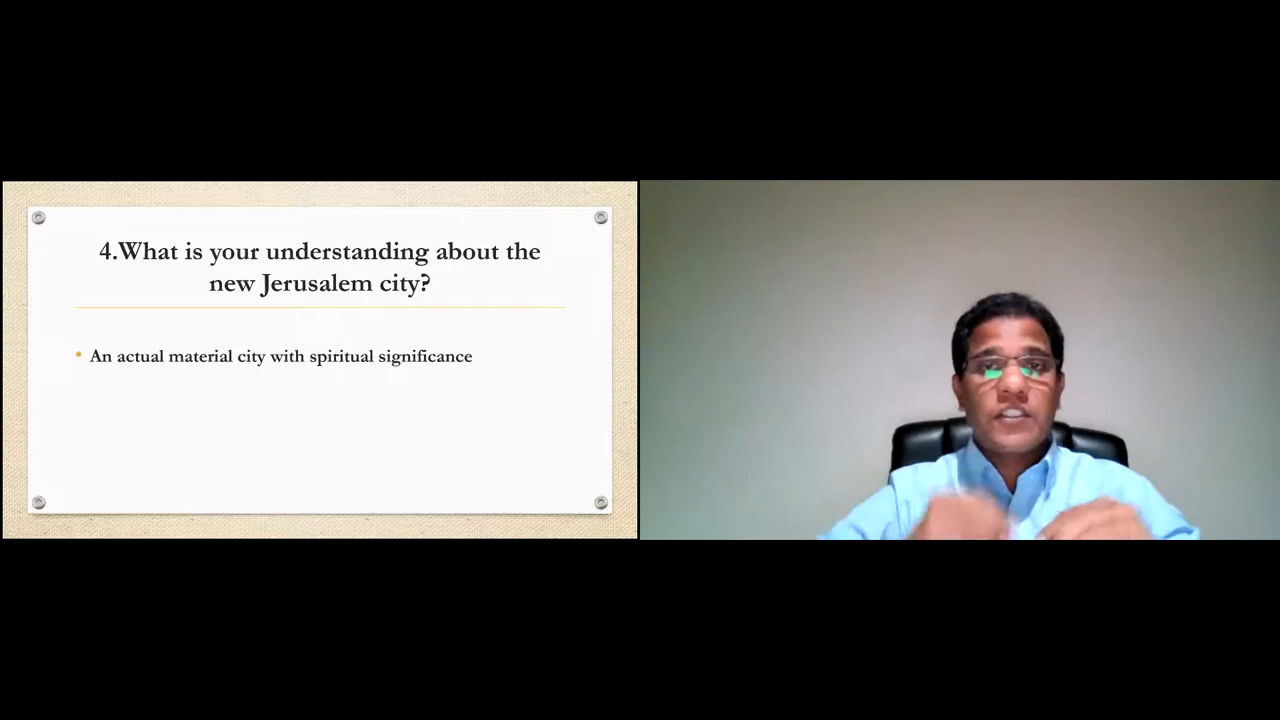 4.What is your understanding about the
new Jerusalem city?
• An actual material city with spiritual significance